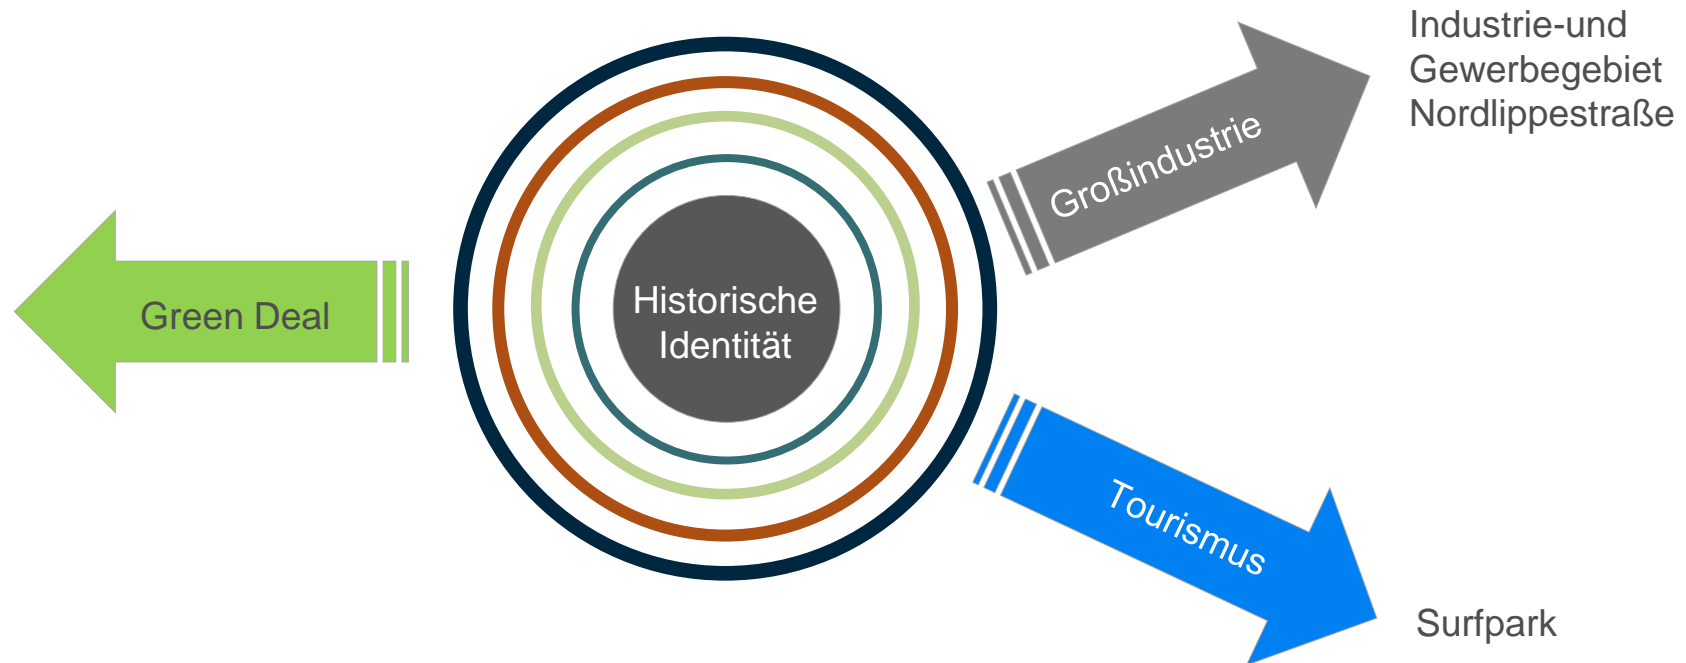 Industrie-und
Gewerbegebiet
Nordlippestraße
Großindustrie
Historische
Identität
Green Deal
Tourismus
Surfpark